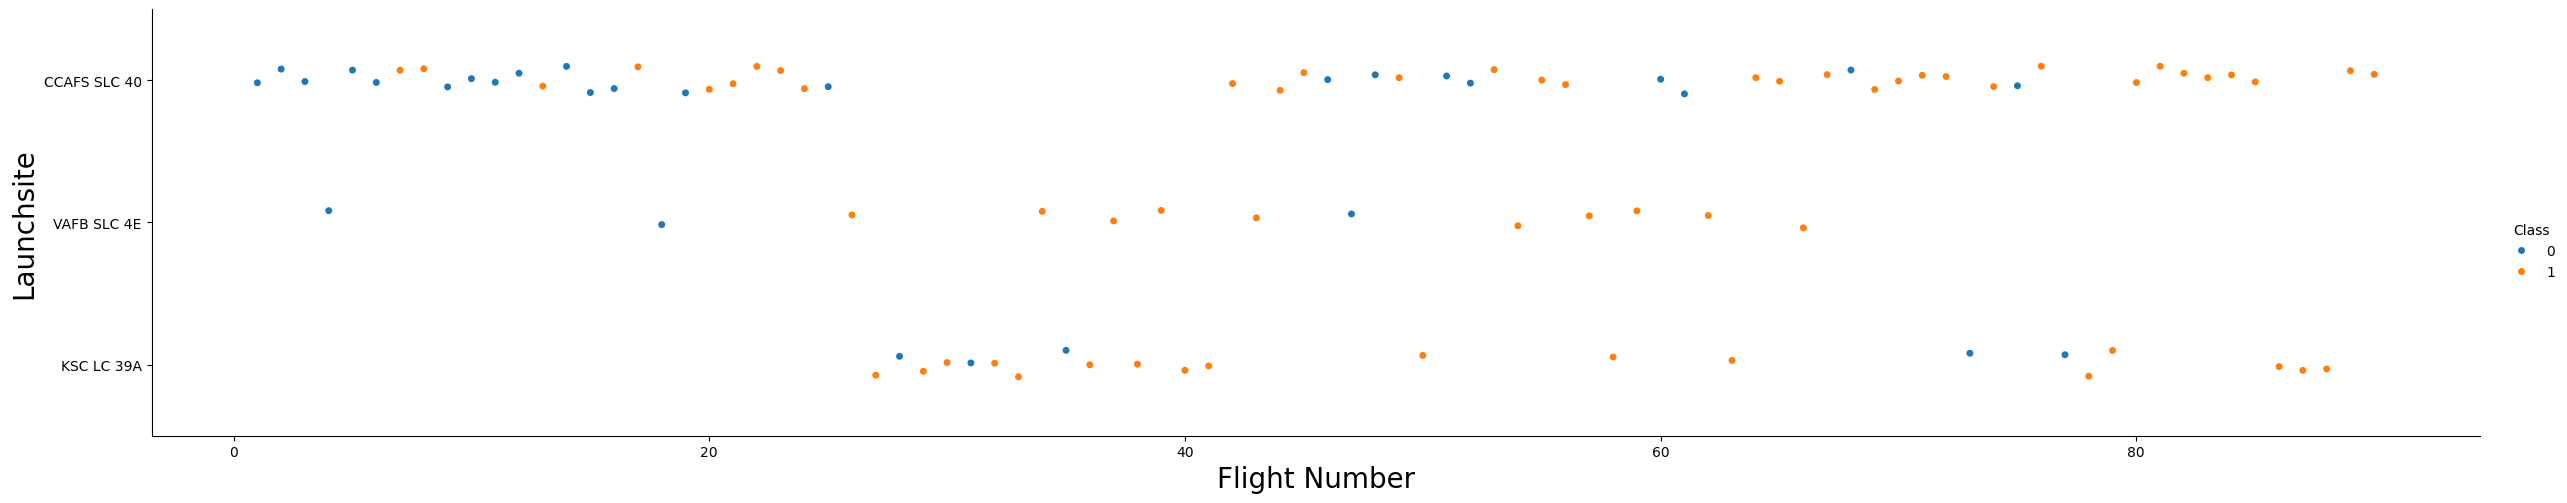 CCAFS SLC 40
VAFB SLC 4E
KSC LC 39A
Launchsite
0
20
40
60
80
Flight Number
Class
0
1